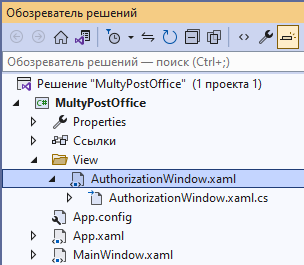 Обозреватель решений
Обозреватель решений — поиск (Ctrl+;)
Решение "MultyPostOffice" (1 проекта 1)
C# MultyPostOffice
Properties
Ссылки
View
AuthorizationWindow.xaml
AuthorizationWindow.xaml.cs
App.config
App.xaml
MainWindow.xaml